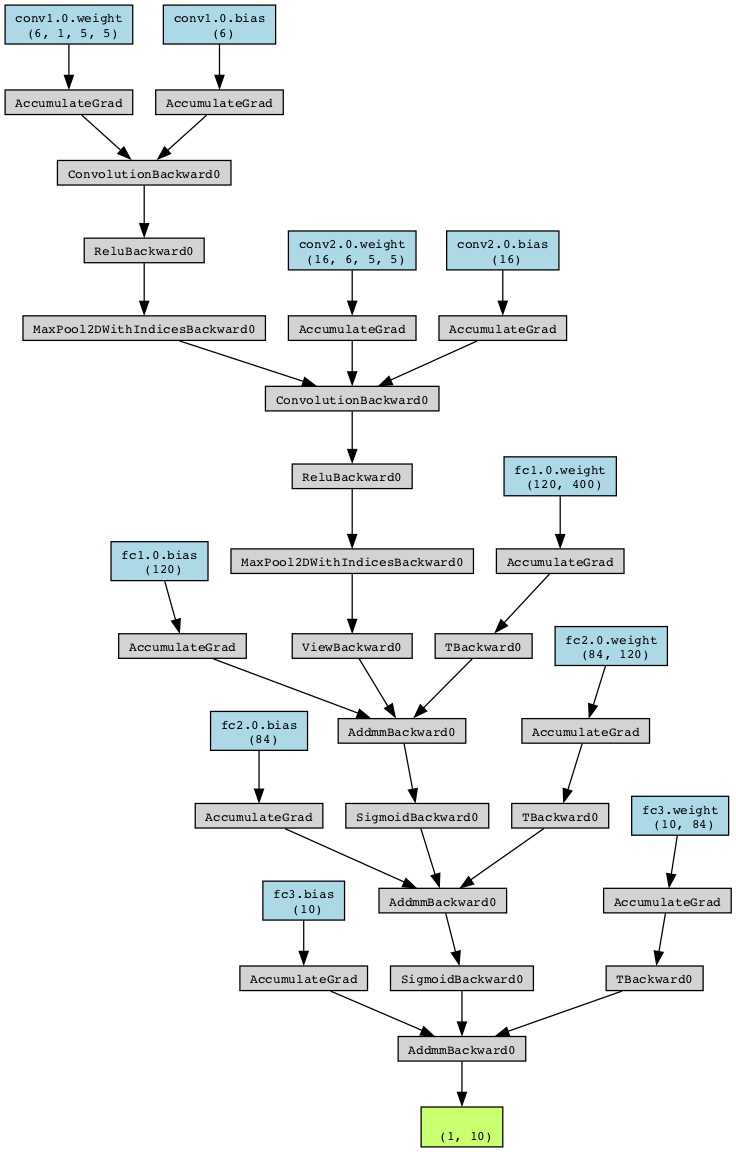 conv1.0.weight
(6, 1, 5, 5)
conv1.0.bias
(6)
AccumulateGrad
AccumulateGrad
ConvolutionBackward0
ReluBackward0
conv2.0.weight
(16, 6, 5, 5)
conv2.0.bias
(16)
MaxPool2DWithIndicesBackward0
AccumulateGrad
AccumulateGrad
ConvolutionBackward0
ReluBackward0
fc1.0.weight
(120, 400)
fc1.0.bias
(120)
MaxPool2DWithIndicesBackward0
AccumulateGrad
AccumulateGrad
ViewBackward0
TBackward0
fc2.0.weight
(84, 120)
fc2.0.bias
(84)
AddmmBackward0
AccumulateGrad
AccumulateGrad
SigmoidBackward0
TBackward0
fc3.weight
(10, 84)
fc3.bias
(10)
AddmmBackward0
AccumulateGrad
AccumulateGrad
SigmoidBackward0
TBackward0
AddmmBackward0
(1, 10)